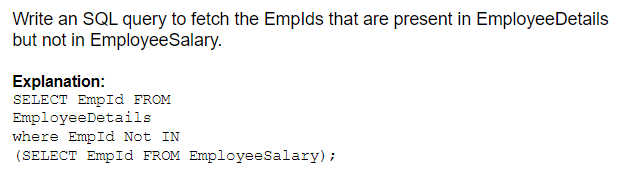 Write an SQL query to fetch the EmpIds that are present in EmployeeDetails
but not in EmployeeSalary.
Explanation:
SELECT EmpId FROM
EmployeeDetails
where EmpId Not IN
(SELECT EmpId FROM EmployeeSalary);